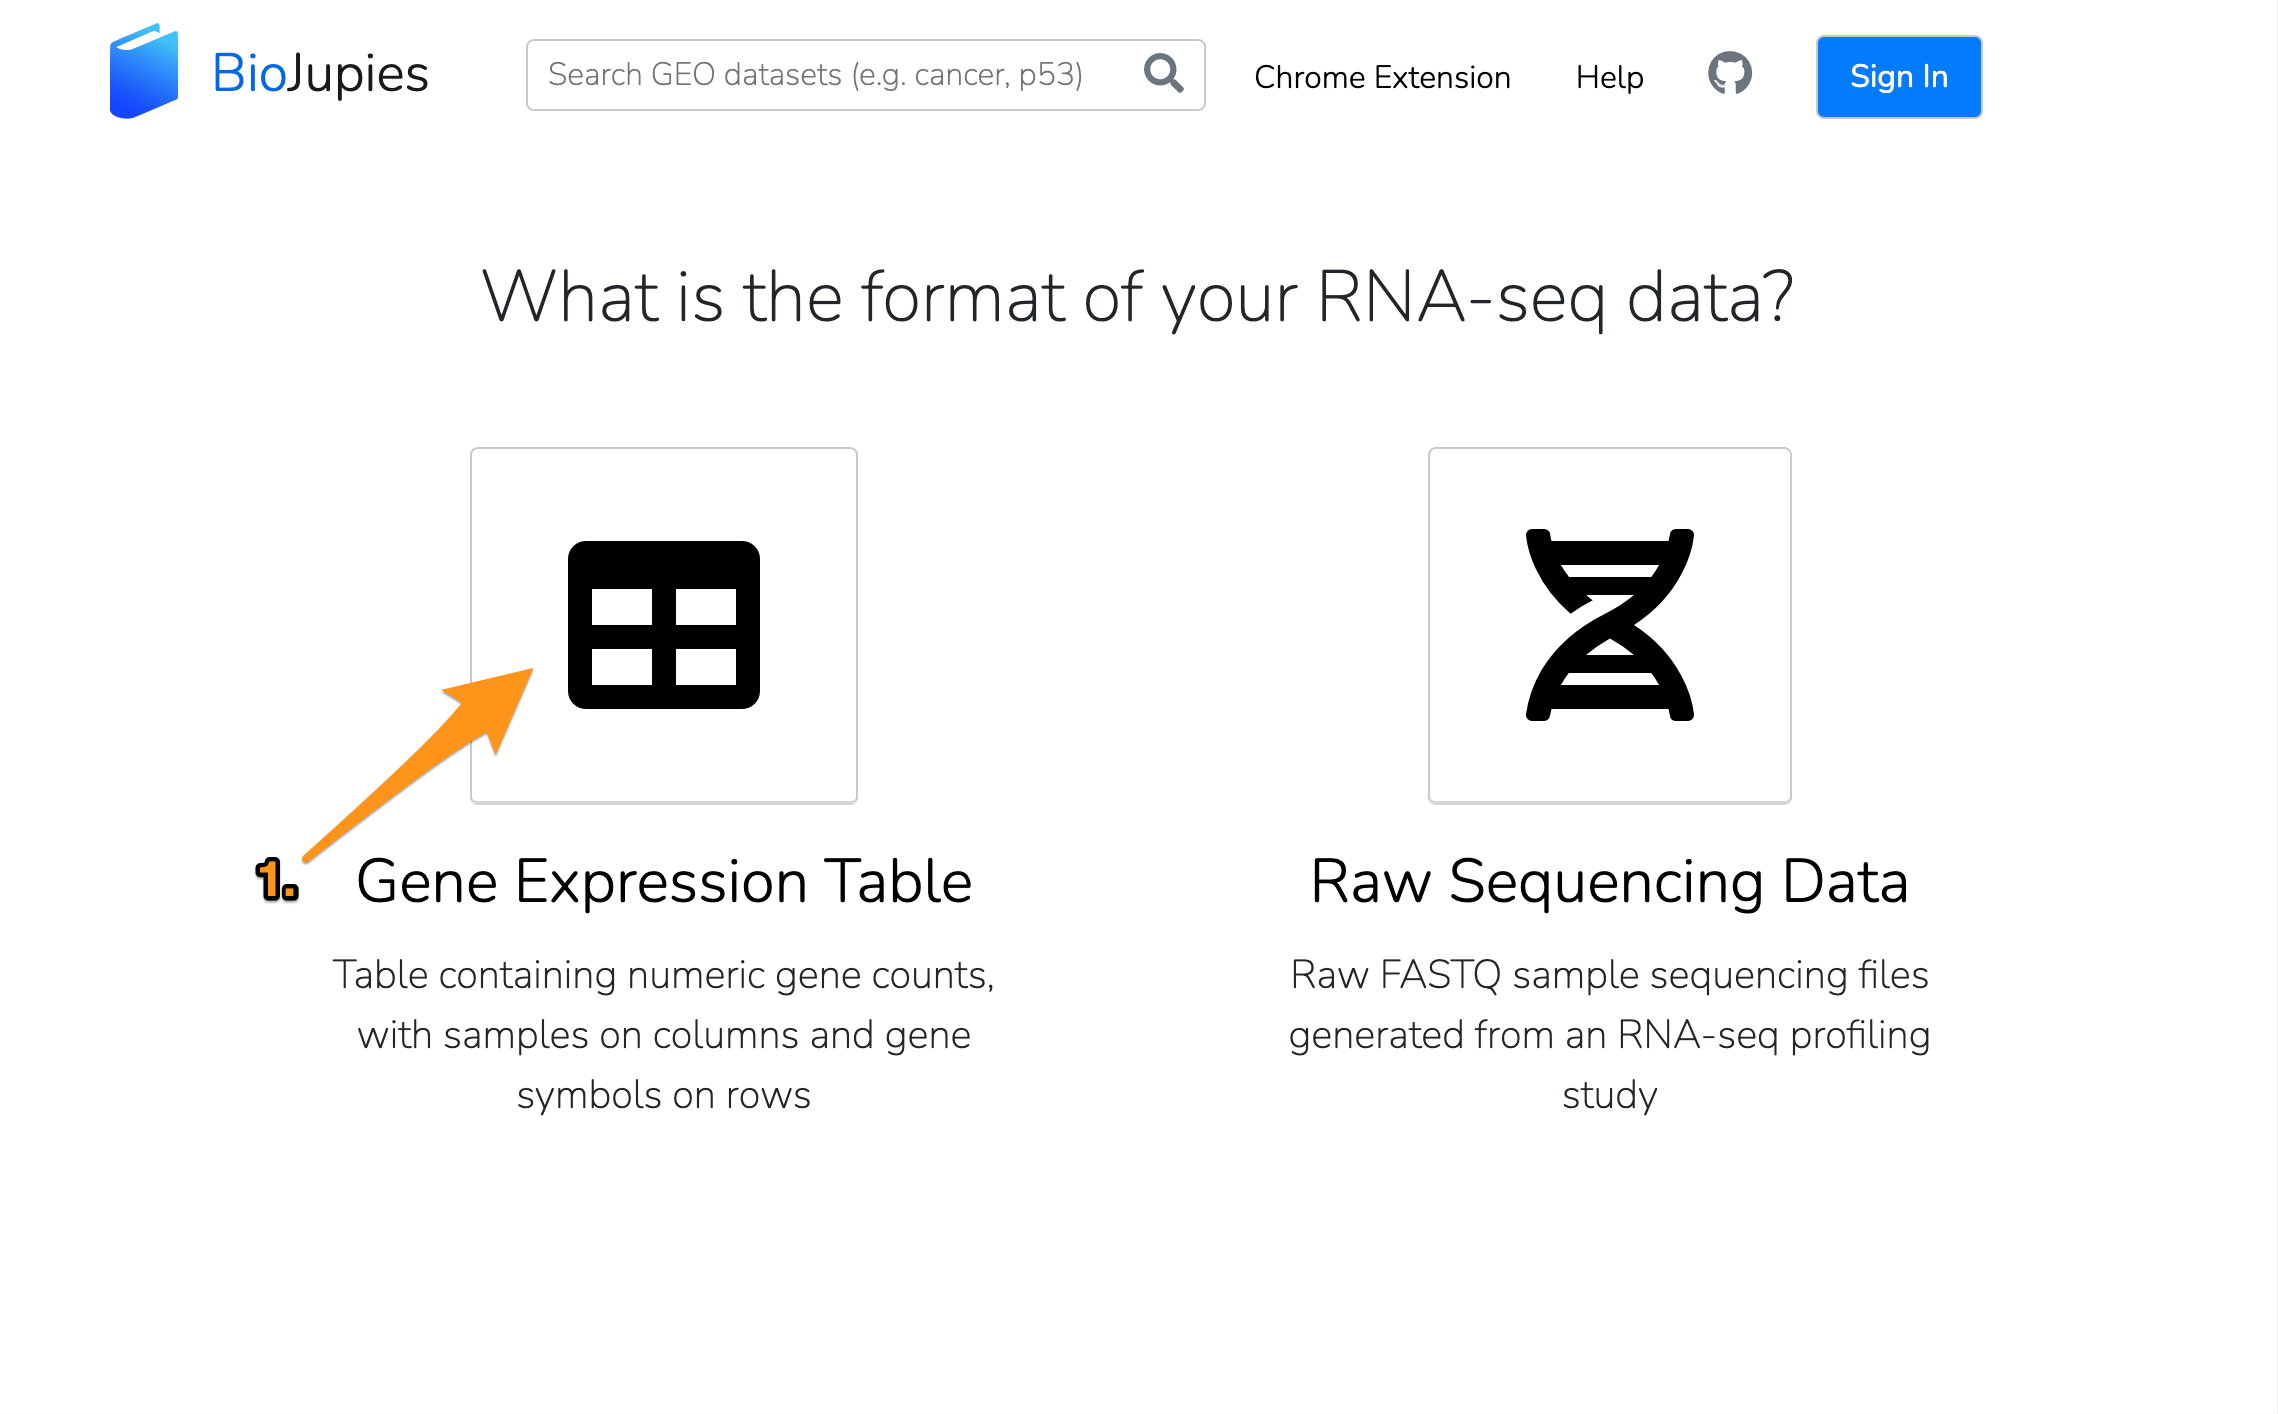 BioJupies
Search GEO datasets (e.g. cancer, p53)
Chrome Extension
Help
Sign In
What is the format of your RNA-seq data?
1.
Gene Expression Table
Table containing numeric gene counts,
with samples on columns and gene
symbols on rows
Raw Sequencing Data
Raw FASTQ sample sequencing files
generated from an RNA-seq profiling
study